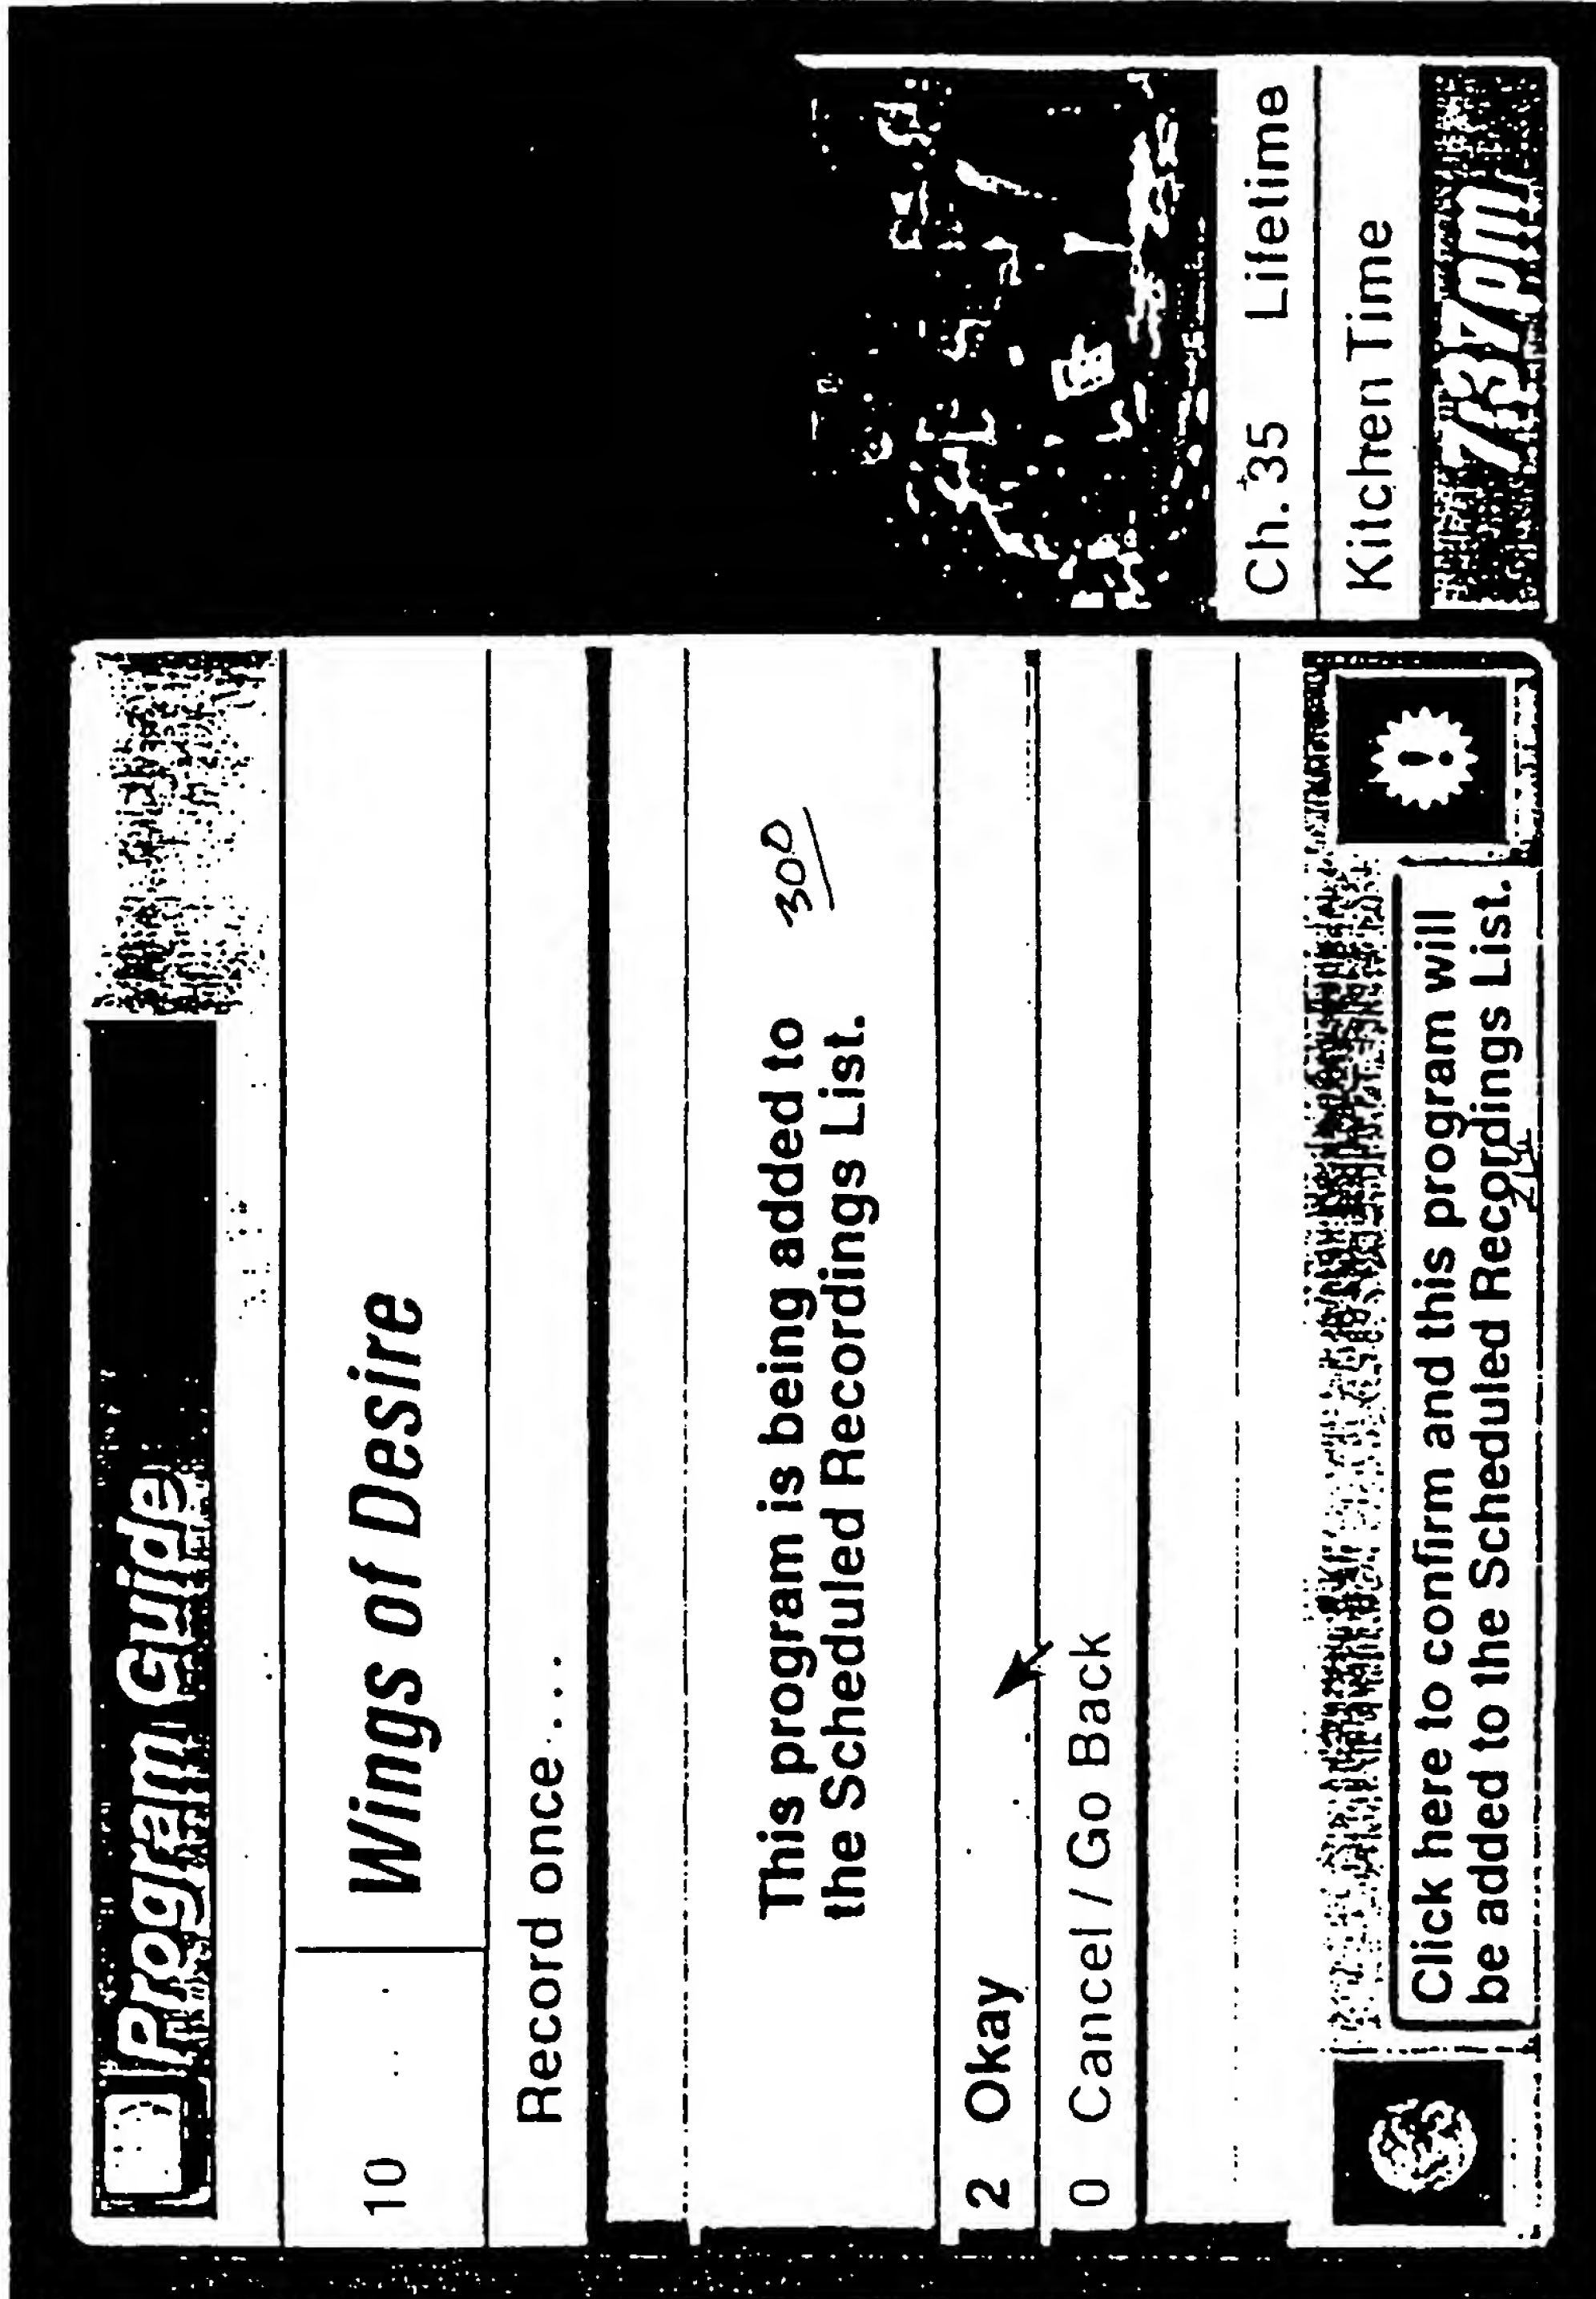 Program Guide
10 Wings of Desire
Record once....
This program is being added to
the Scheduled Recordings List.
300
2 Okay
0 Cancel / Go Back
Click here to confirm and this program will
be added to the Scheduled Recordings List.
Ch. 35 Lifetime
Kitchen Time
7:37pm